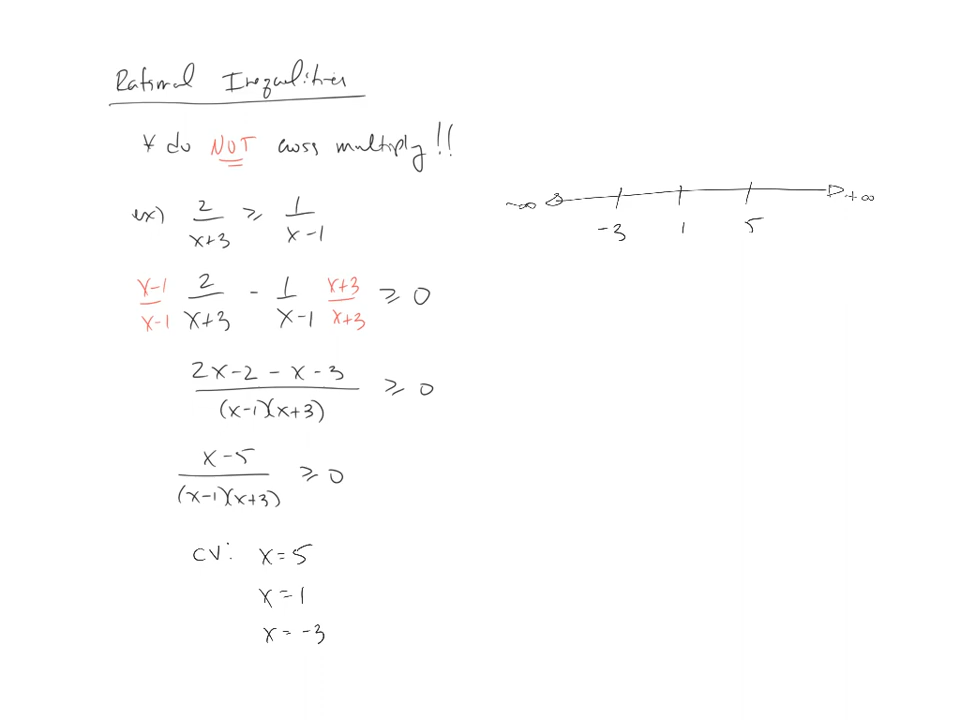 Rational Inequalities
* do NOT cross multiply!!
ex) 2/(x+3) ≥ 1/(x-1)
(x-1)/(x-1) 2/(x+3) - 1/(x-1) (x+3)/(x+3) ≥ 0
(2x-2-x-3)/((x-1)(x+3)) ≥ 0
(x-5)/((x-1)(x+3)) ≥ 0
CV: x=5
x=1
x=-3
-∞ +∞
-3 1 5